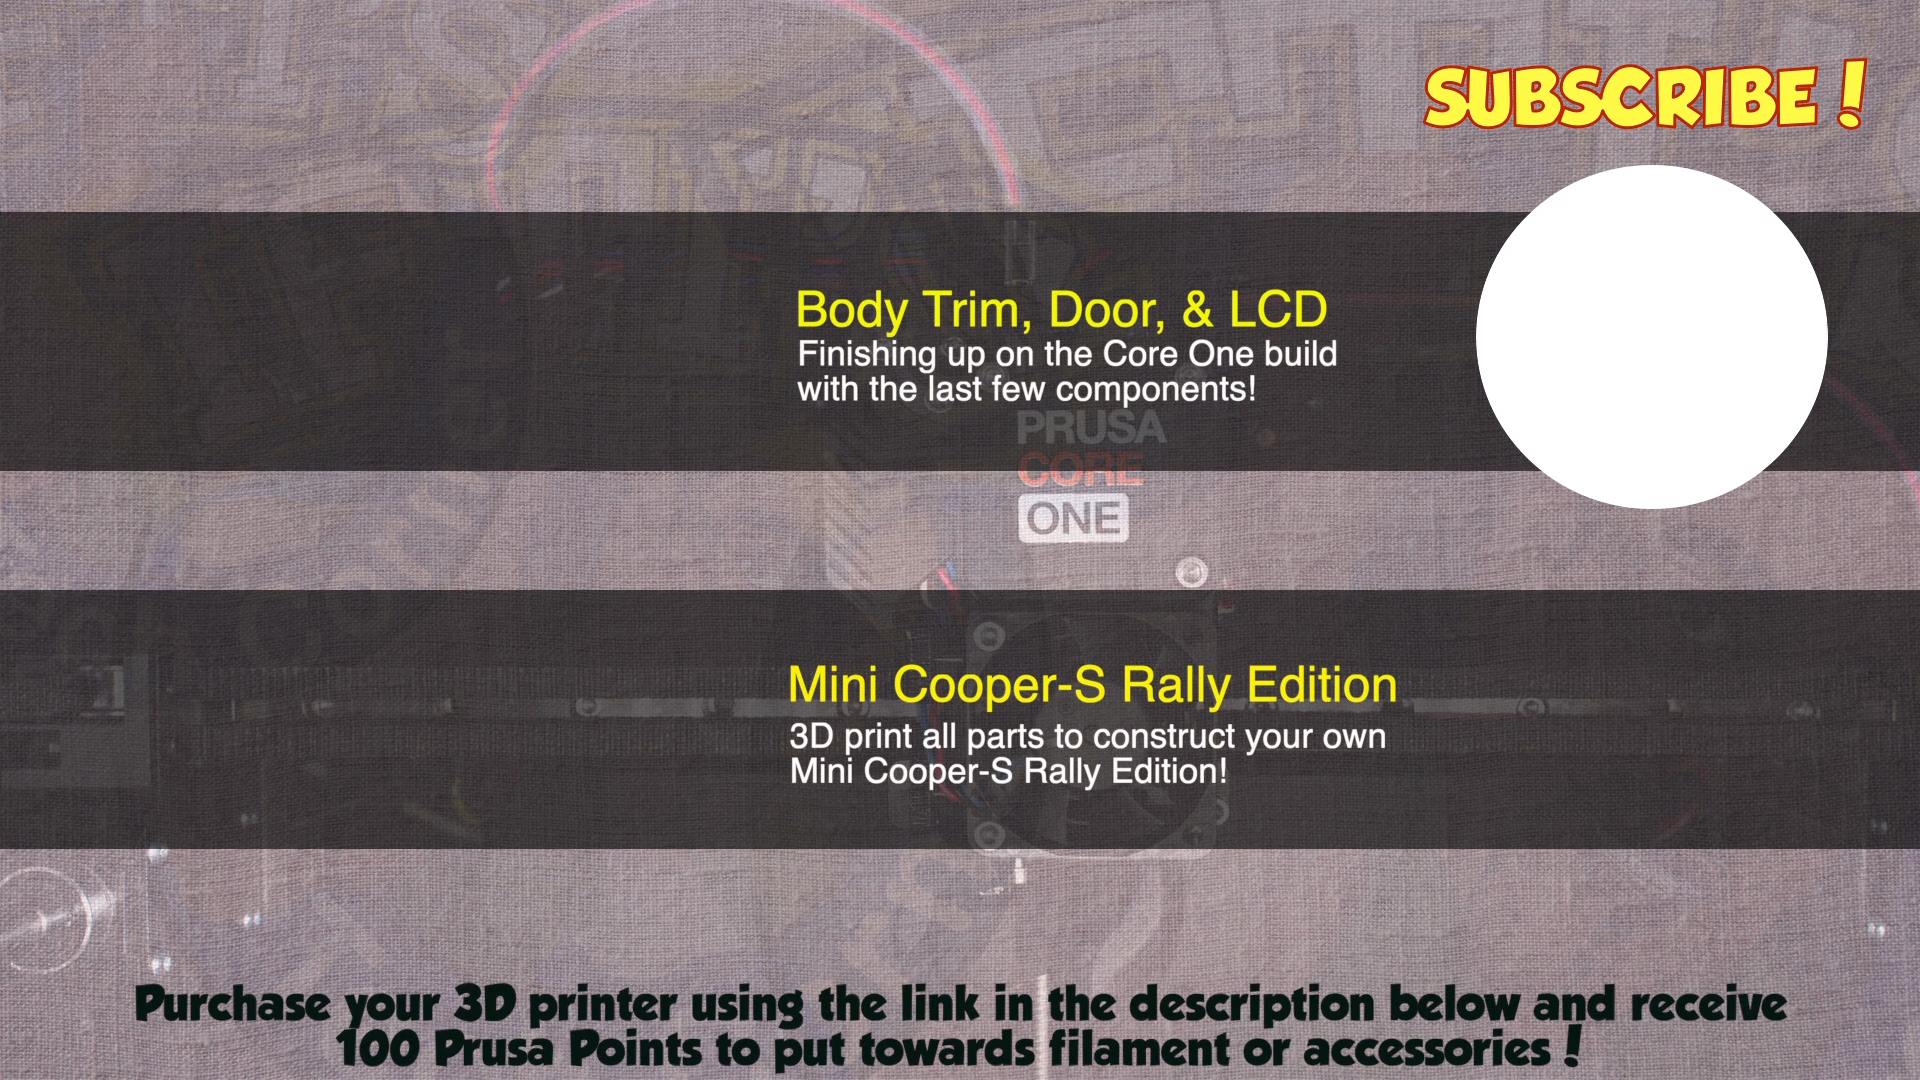 SUBSCRIBE!
Body Trim, Door, & LCD
Finishing up on the Core One build
with the last few components!
PRUSA
CORE
ONE
Mini Cooper-S Rally Edition
3D print all parts to construct your own
Mini Cooper-S Rally Edition!
Purchase your 3D printer using the link in the description below and receive
100 Prusa Points to put towards filament or accessories!